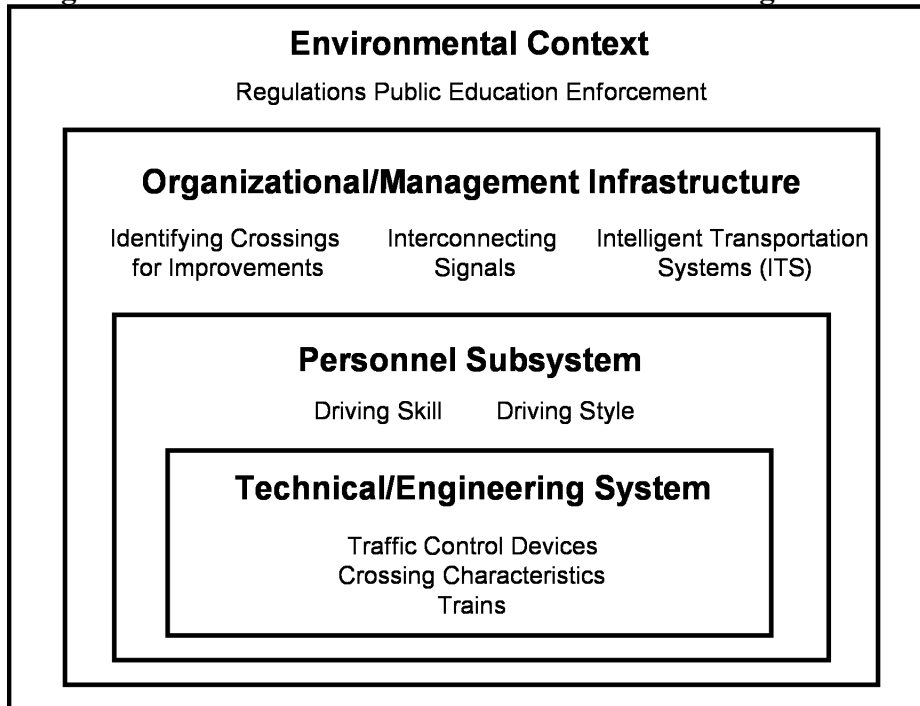 Environmental Context
Regulations Public Education Enforcement
Organizational/Management Infrastructure
Identifying Crossings for Improvements
Interconnecting Signals
Intelligent Transportation Systems (ITS)
Personnel Subsystem
Driving Skill Driving Style
Technical/Engineering System
Traffic Control Devices
Crossing Characteristics
Trains